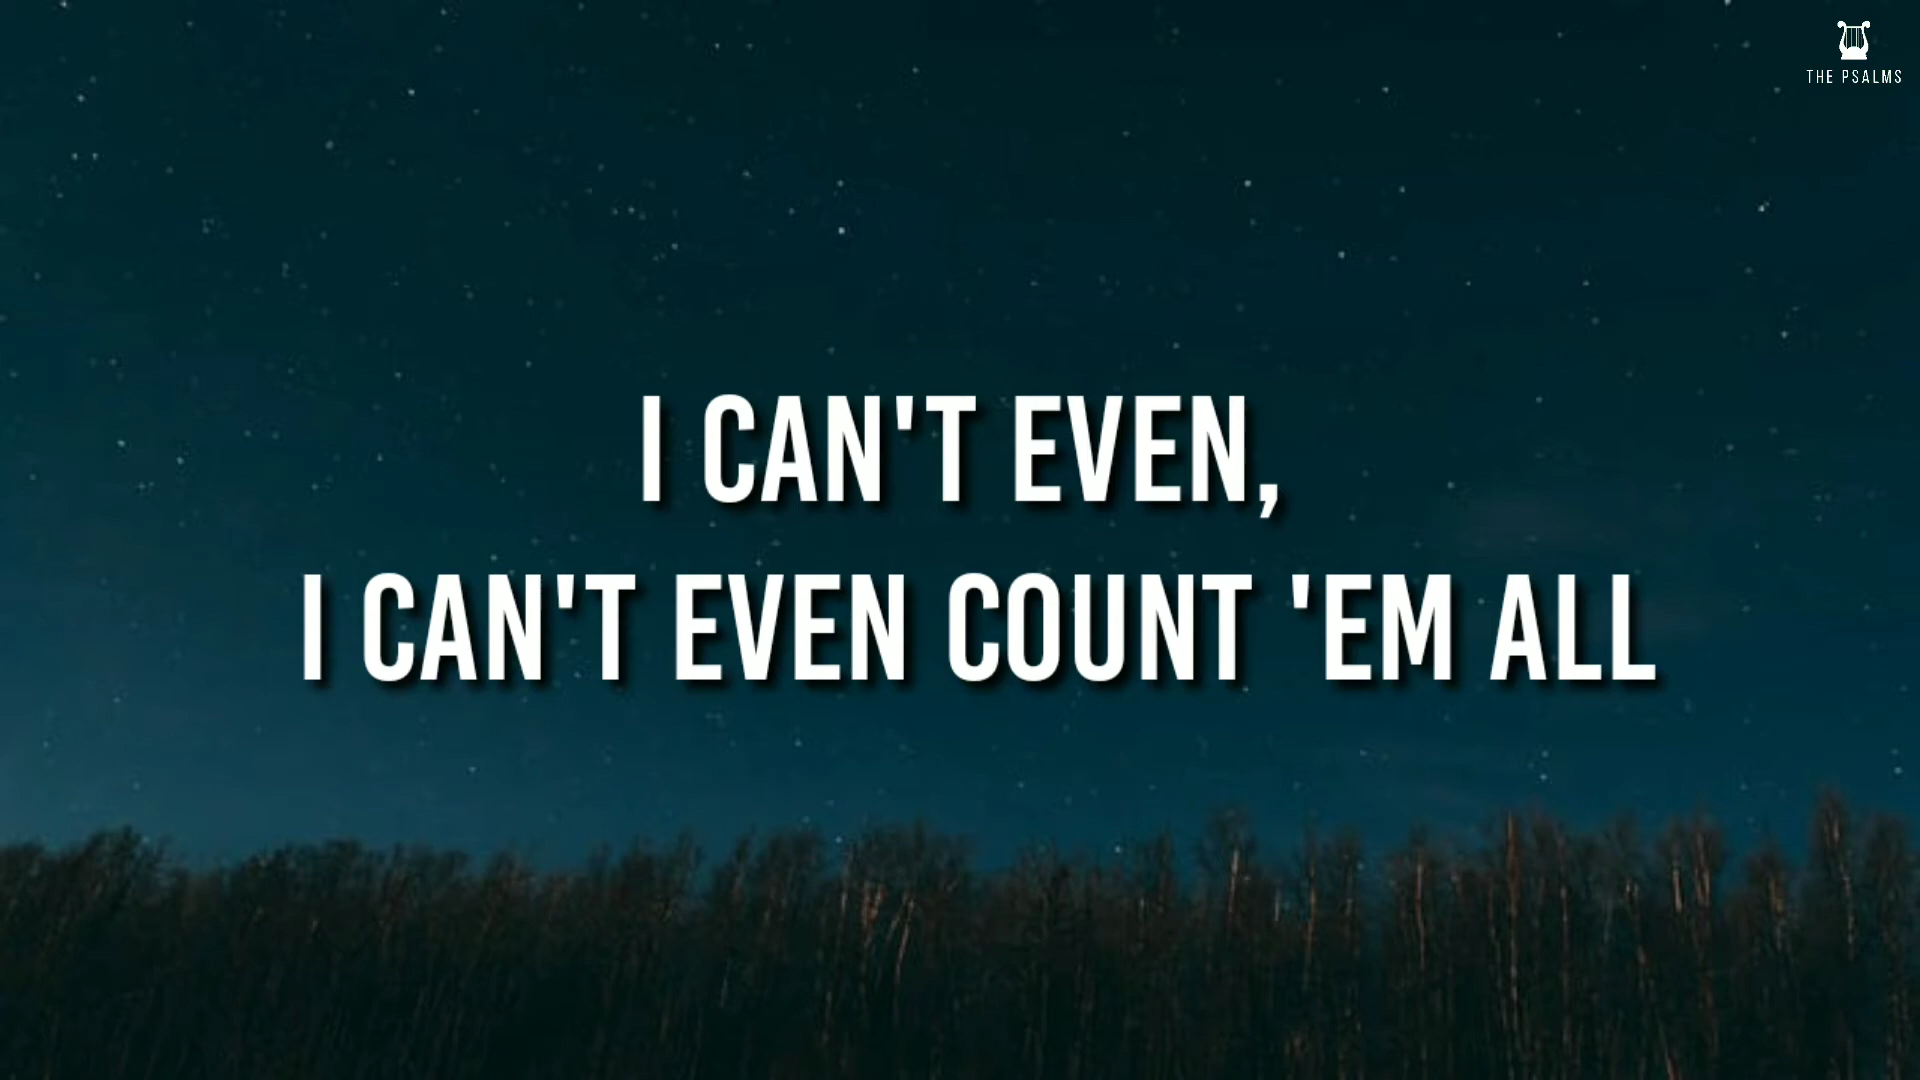 THE PSALMS
I CAN'T EVEN,
I CAN'T EVEN COUNT 'EM ALL